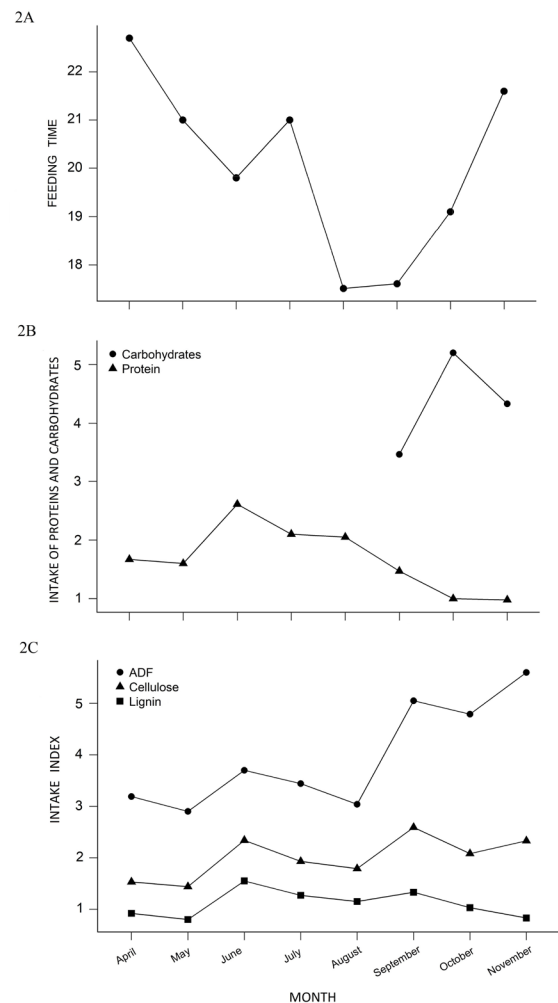 2A
22
21
20
19
18
FEEDING TIME
2B
Carbohydrates
Protein
5
4
3
2
1
INTAKE OF PROTEINS AND CARBOHYDRATES
2C
ADF
Cellulose
Lignin
5
4
3
2
1
INTAKE INDEX
April May June July August September October November
MONTH